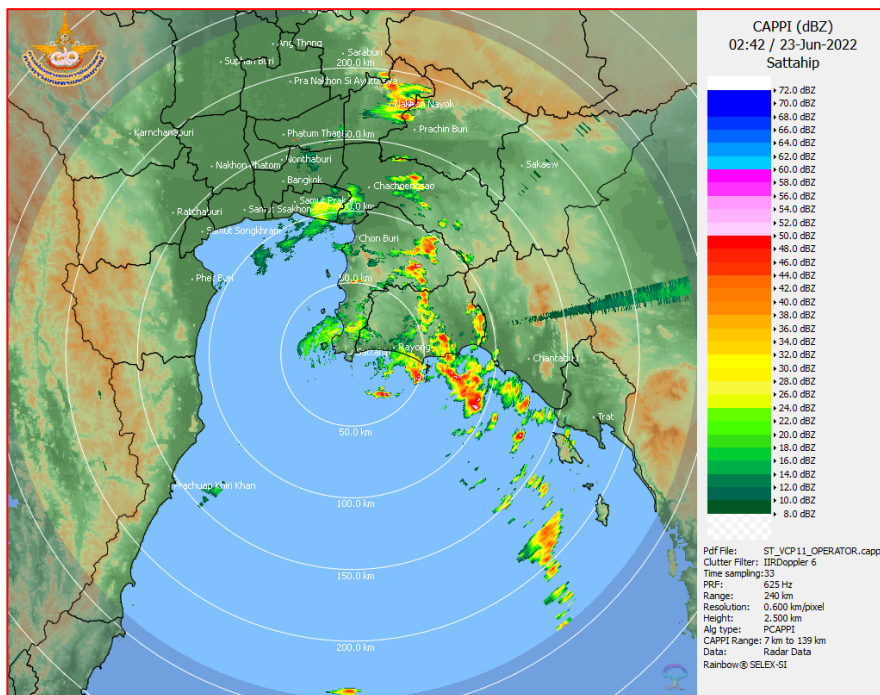 CAPPI (dBZ)
02:42 / 23-Jun-2022
Sattahip
72.0 dBZ
70.0 dBZ
68.0 dBZ
66.0 dBZ
64.0 dBZ
62.0 dBZ
60.0 dBZ
58.0 dBZ
56.0 dBZ
54.0 dBZ
52.0 dBZ
50.0 dBZ
48.0 dBZ
46.0 dBZ
44.0 dBZ
42.0 dBZ
40.0 dBZ
38.0 dBZ
36.0 dBZ
34.0 dBZ
32.0 dBZ
30.0 dBZ
28.0 dBZ
26.0 dBZ
24.0 dBZ
22.0 dBZ
20.0 dBZ
18.0 dBZ
16.0 dBZ
14.0 dBZ
12.0 dBZ
10.0 dBZ
8.0 dBZ
Pdf File: ST_VCP11_OPERATOR.capp
Clutter Filter: IIRDoppler 6
Time sampling:33
PRF: 625 Hz
Range: 240 km
Resolution: 0.600 km/pixel
Height: 2.500 km
Alg type: PCAPPI
CAPPI Range: 7 km to 139 km
Data: Radar Data
Rainbow® SELEX-SI
Ang Thong
Saraburi
Suphan Buri
200.0 km
Pra Nakhon Si Ayutthaya
Nakhon Nayok
Karnchanaburi
Phatum Thani
Prachin Buri
Nonthaburi
Nakhon Phatom
Sakaew
Bangkok
Chachoengsao
Samut Prakan
Ratchaburi
Samut Ssakhon
Samut Songkhram
Chon Buri
Phet Buri
50.0 km
Rayong
Sattahip
Chantaburi
Trat
50.0 km
Prachuap Khiri Khan
100.0 km
150.0 km
200.0 km